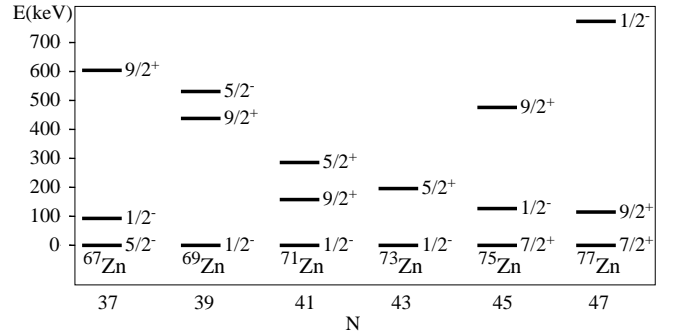 E(keV)
1/2⁻
700
600 9/2⁺
5/2⁻
500
9/2⁺ 9/2⁺
400
300 5/2⁺
200 9/2⁺ 5/2⁺
100 1/2⁻ 1/2⁻ 9/2⁺
0 5/2⁻ 1/2⁻ 1/2⁻ 1/2⁻ 7/2⁺ 7/2⁺
⁶⁷Zn ⁶⁹Zn ⁷¹Zn ⁷³Zn ⁷⁵Zn ⁷⁷Zn
37 39 41 43 45 47
N